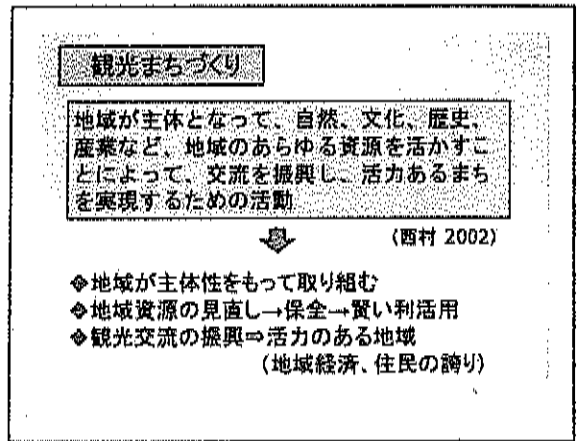 観光まちづくり
地域が主体となって、自然、文化、歴史、
産業など、地域のあらゆる資源を活かすこ
とによって、交流を振興し、活力あるまち
を実現するための活動
(西村 2002)
❖地域が主体性をもって取り組む
❖地域資源の見直し→保全→賢い利活用
❖観光交流の振興⇒活力のある地域
(地域経済、住民の誇り)